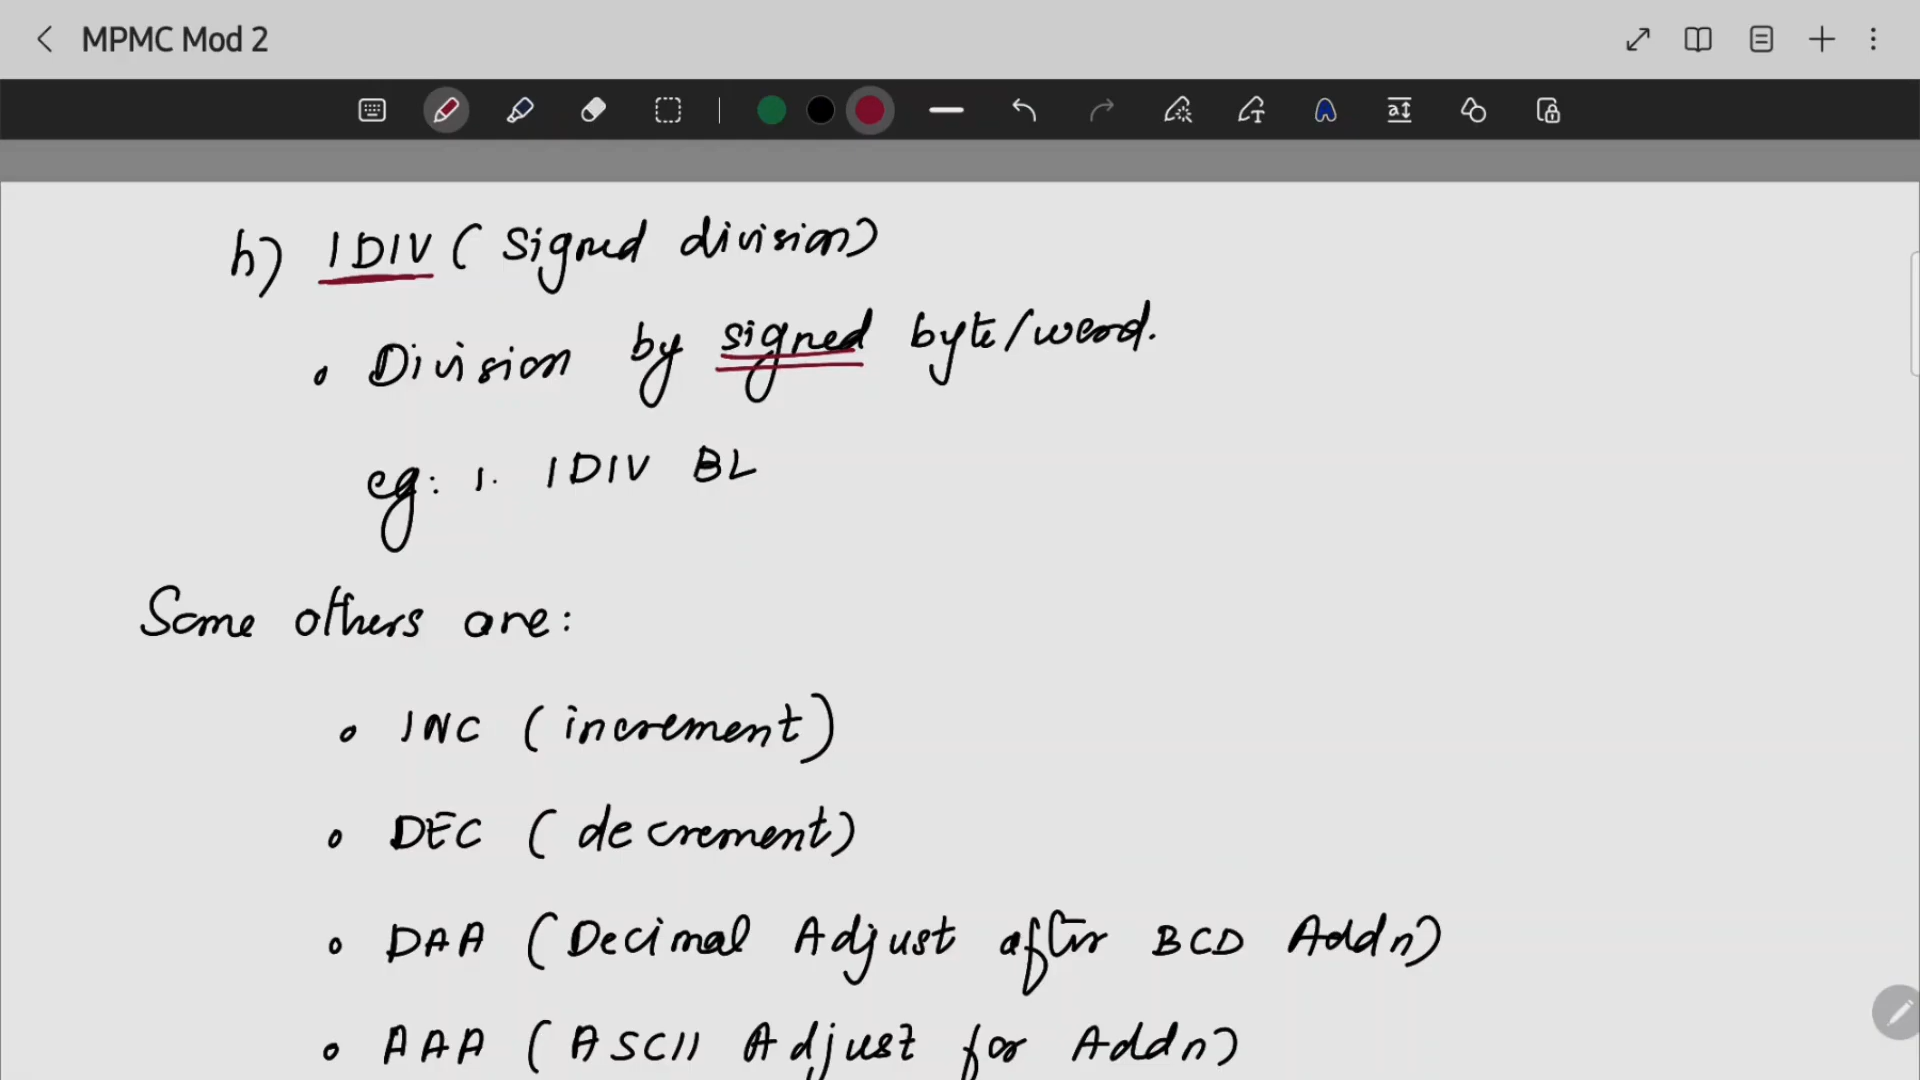 MPMC Mod 2
h) IDIV ( Signed division)
• Division by signed byte/word.
eg: 1. IDIV BL
Some others are:
• INC ( increment)
• DEC ( decrement)
• DAA ( Decimal Adjust after BCD Addn)
• AAA ( ASCII Adjust for Addn)